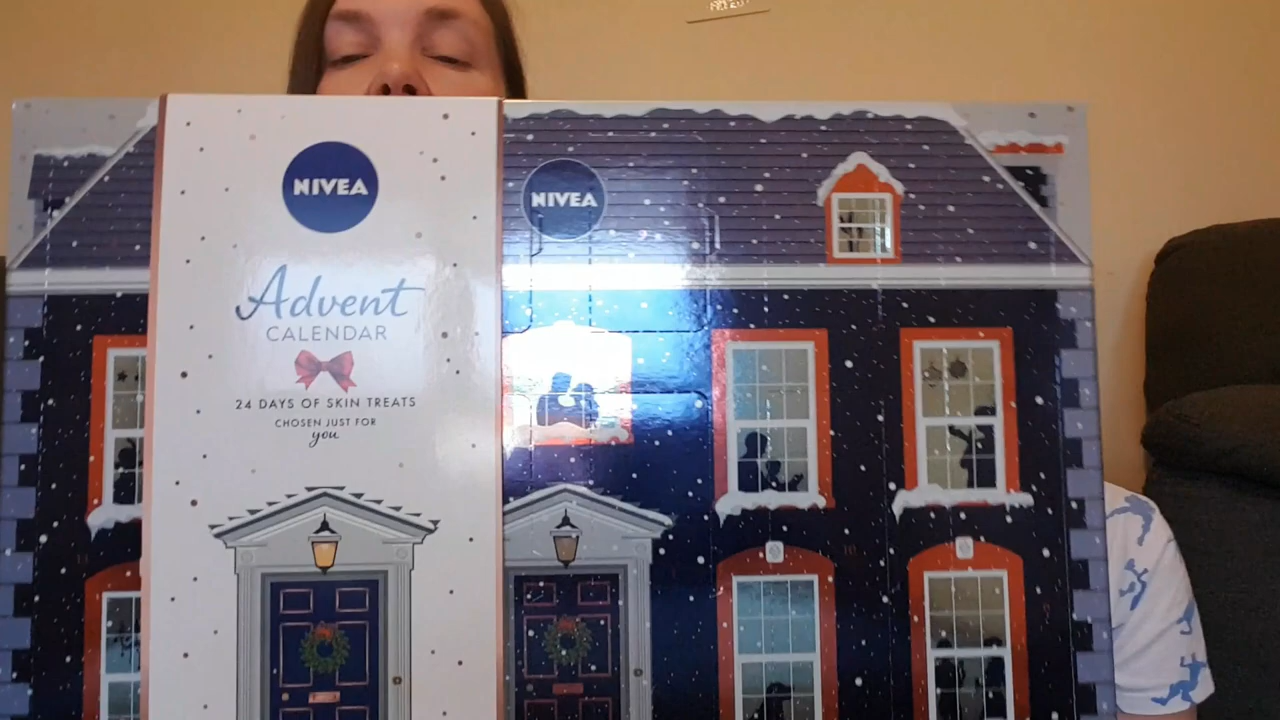 NIVEA
Advent
CALENDAR
24 DAYS OF SKIN TREATS
CHOSEN JUST FOR
you
NIVEA